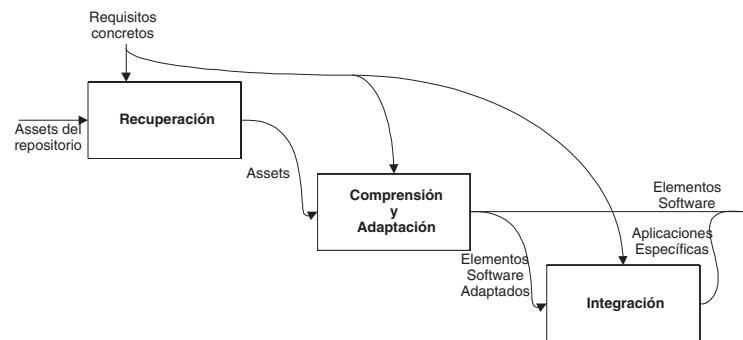 Requisitos
concretos
Recuperación
Assets del
repositorio
Assets
Comprensión
y
Adaptación
Elementos
Software
Aplicaciones
Específicas
Elementos
Software
Adaptados
Integración